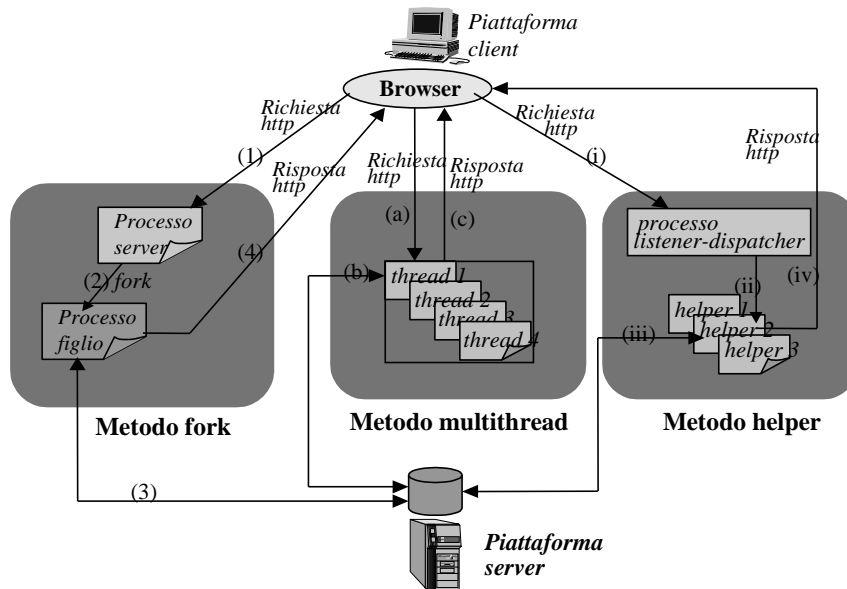 Piattaforma
client
Browser
Richiesta
http
(1)
Risposta
http
Richiesta
http
Risposta
http
Richiesta
http
(i)
Risposta
http
(a)
(c)
Processo
server
(2) fork
(4)
Processo
figlio
(b)
thread 1
thread 2
thread 3
thread 4
processo
listener-dispatcher
(ii)
(iv)
helper 1
helper 2
(iii)
helper 3
Metodo fork
Metodo multithread
Metodo helper
(3)
Piattaforma
server